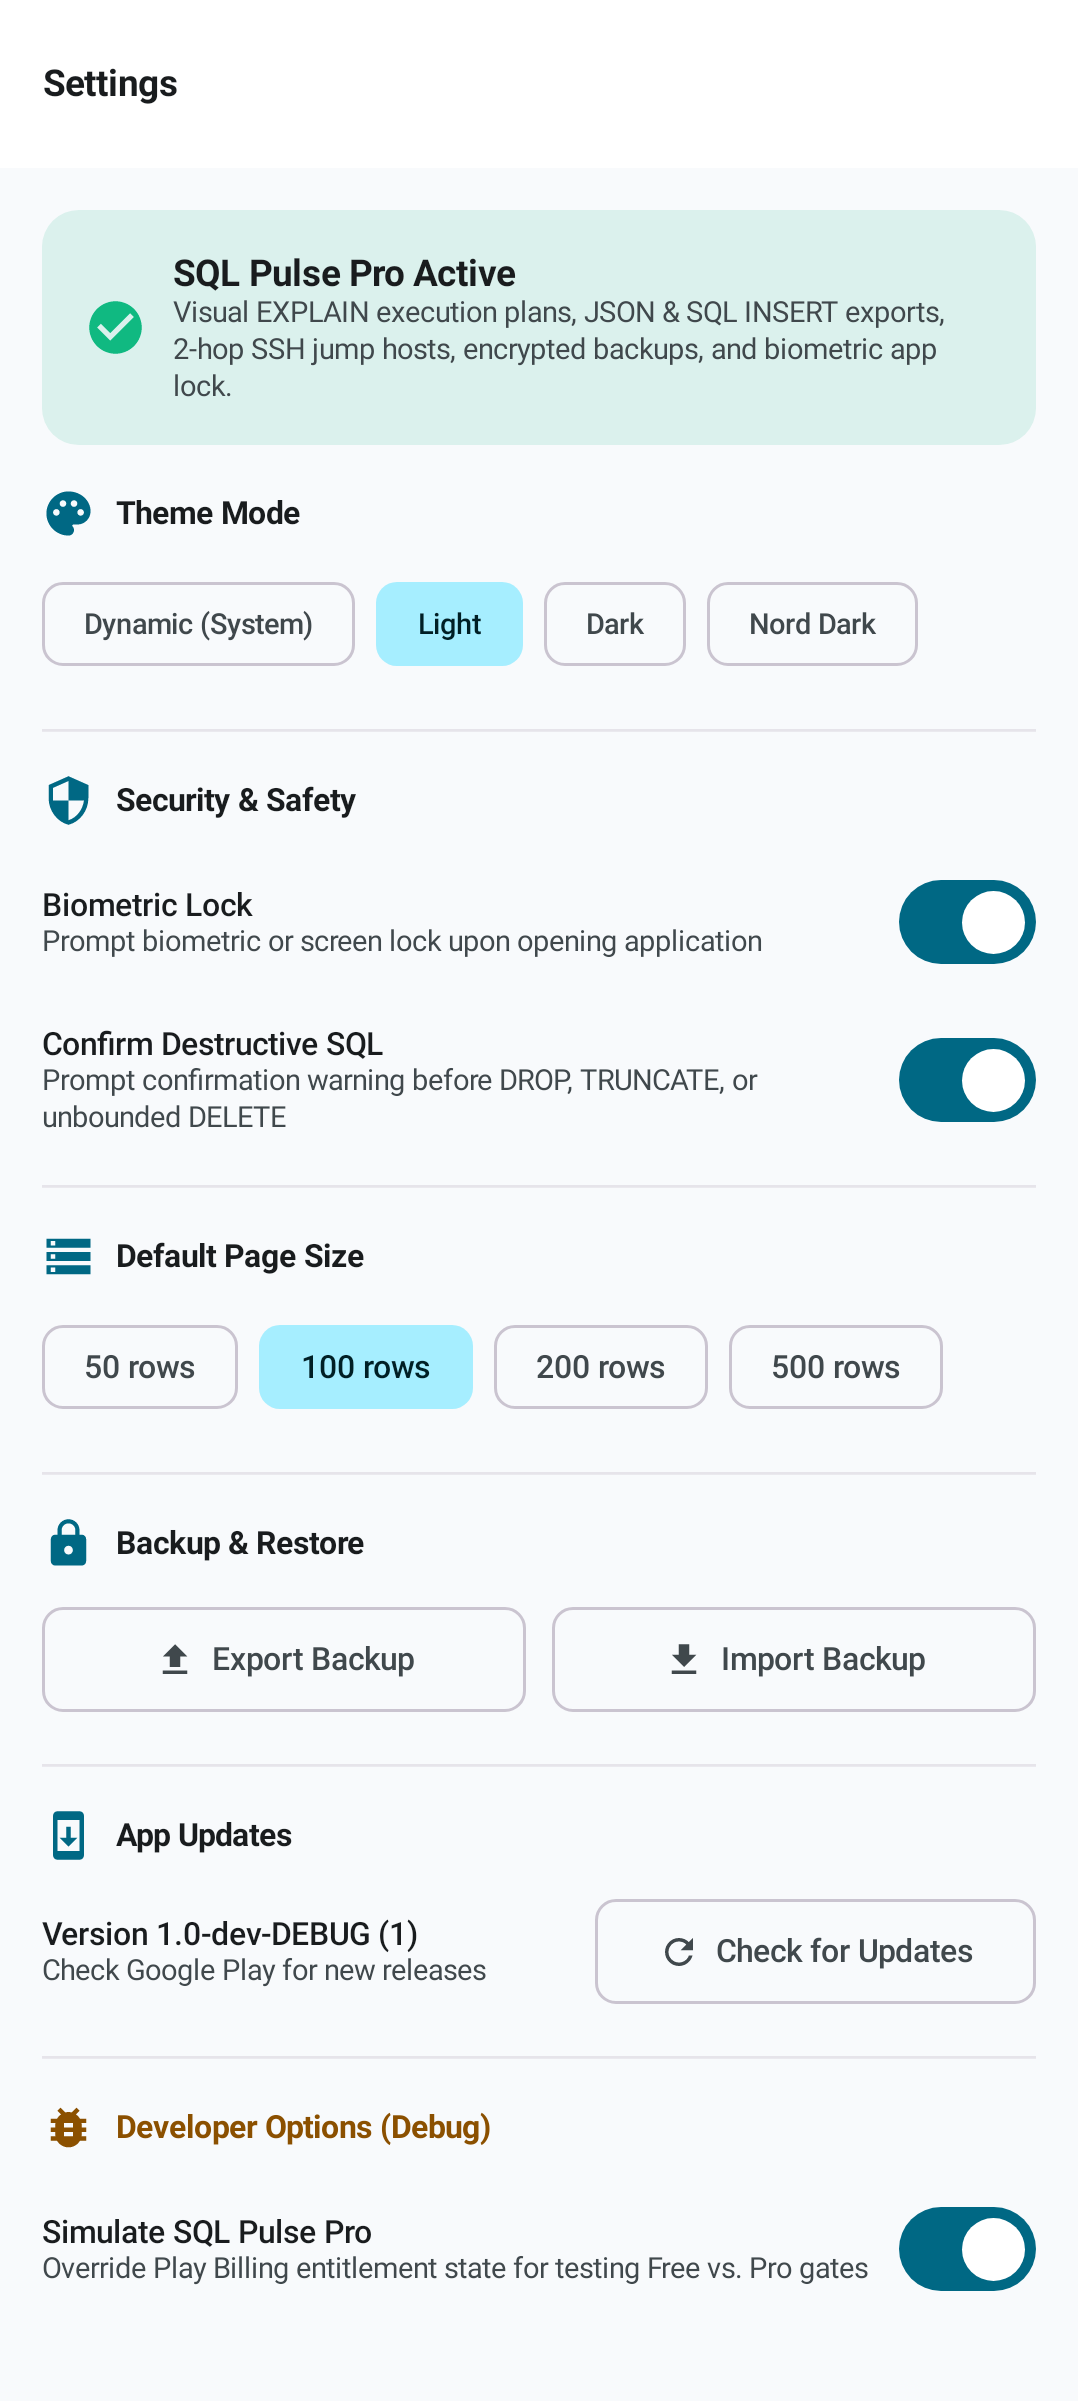 Settings
SQL Pulse Pro Active
Visual EXPLAIN execution plans, JSON & SQL INSERT exports,
2-hop SSH jump hosts, encrypted backups, and biometric app
lock.
Theme Mode
Dynamic (System)
Light
Dark
Nord Dark
Security & Safety
Biometric Lock
Prompt biometric or screen lock upon opening application
Confirm Destructive SQL
Prompt confirmation warning before DROP, TRUNCATE, or
unbounded DELETE
Default Page Size
50 rows
100 rows
200 rows
500 rows
Backup & Restore
Export Backup
Import Backup
App Updates
Version 1.0-dev-DEBUG (1)
Check Google Play for new releases
Check for Updates
Developer Options (Debug)
Simulate SQL Pulse Pro
Override Play Billing entitlement state for testing Free vs. Pro gates